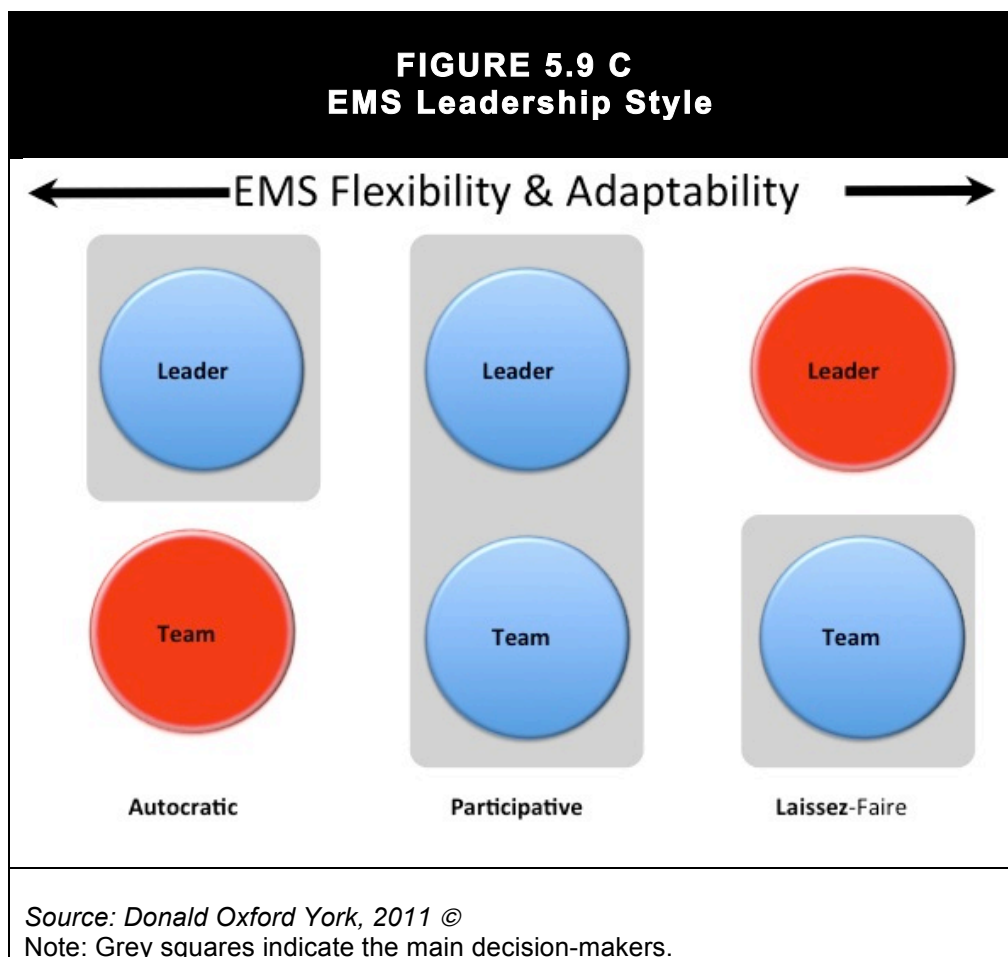 FIGURE 5.9 C
EMS Leadership Style
EMS Flexibility & Adaptability
Leader
Leader
Leader
Team
Team
Team
Autocratic
Participative
Laissez-Faire
Source: Donald Oxford York, 2011 ©
Note: Grey squares indicate the main decision-makers.